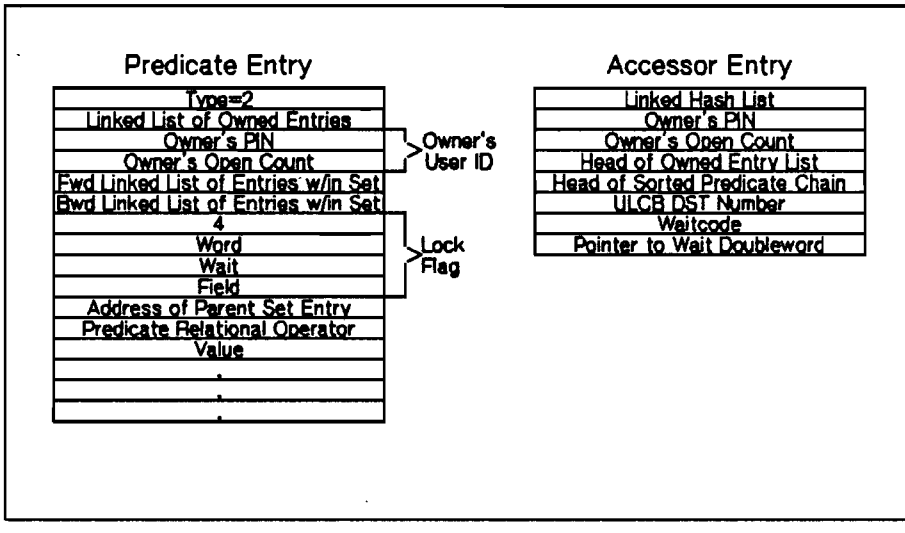 Predicate Entry
Type=2
Linked List of Owned Entries
Owner's PIN
Owner's Open Count
Fwd Linked List of Entries w/in Set
Bwd Linked List of Entries w/in Set
4
Word
Wait
Field
Address of Parent Set Entry
Predicate Relational Operator
Value
.
.
.
Owner's
User ID
Lock
Flag
Accessor Entry
Linked Hash List
Owner's PIN
Owner's Open Count
Head of Owned Entry List
Head of Sorted Predicate Chain
ULCB DST Number
Waitcode
Pointer to Wait Doubleword